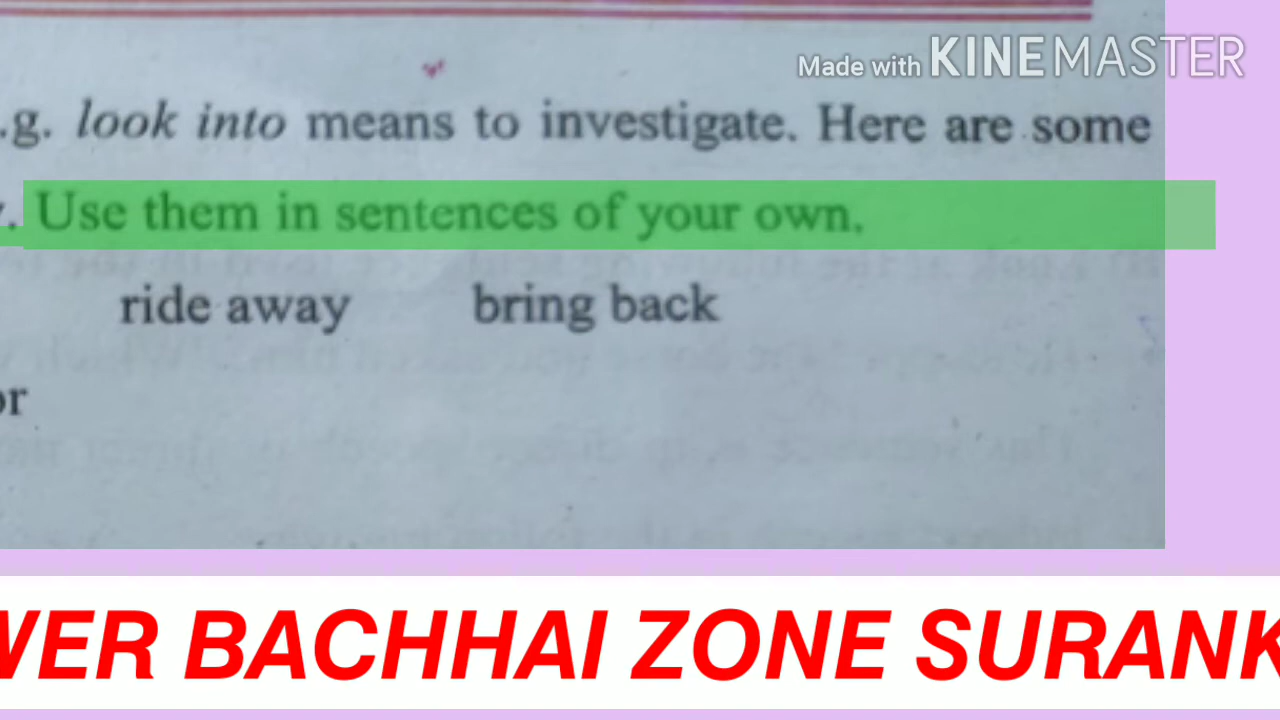 Made with KINEMASTER
.g. look into means to investigate. Here are some
. Use them in sentences of your own.
ride away bring back
or
WER BACHHAI ZONE SURANK